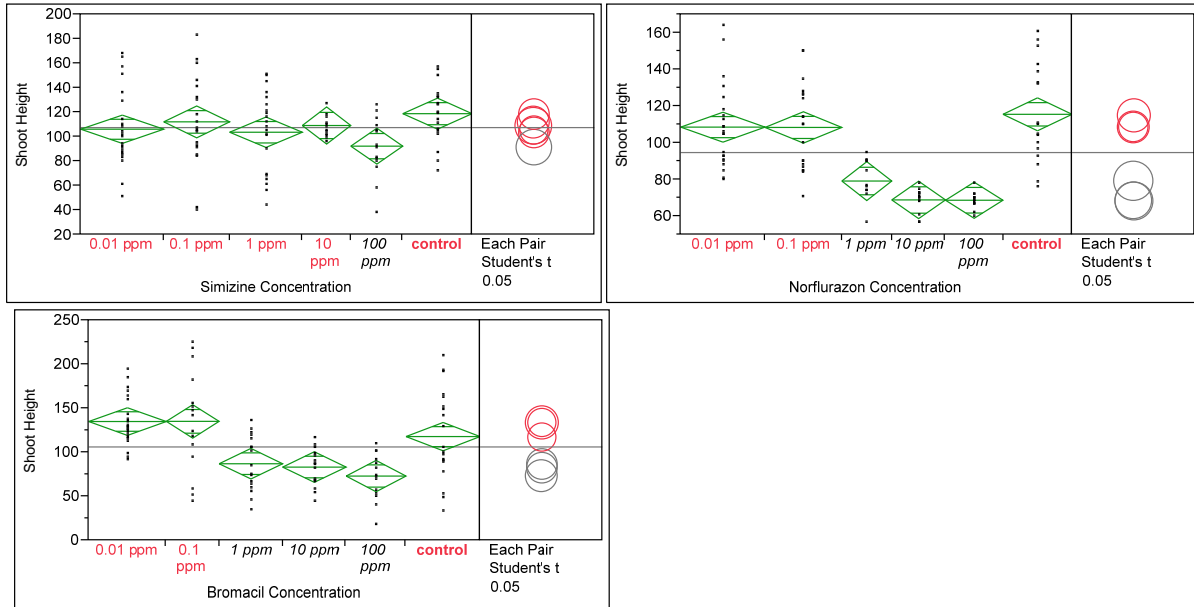 Shoot Height
200
180
160
140
120
100
80
60
40
20
0.01 ppm
0.1 ppm
1 ppm
10
ppm
100
ppm
control
Each Pair
Student's t
0.05
Simizine Concentration
Shoot Height
160
140
120
100
80
60
0.01 ppm
0.1 ppm
1 ppm
10 ppm
100
ppm
control
Each Pair
Student's t
0.05
Norflurazon Concentration
Shoot Height
250
200
150
100
50
0
0.01 ppm
0.1
ppm
1 ppm
10 ppm
100
ppm
control
Each Pair
Student's t
0.05
Bromacil Concentration